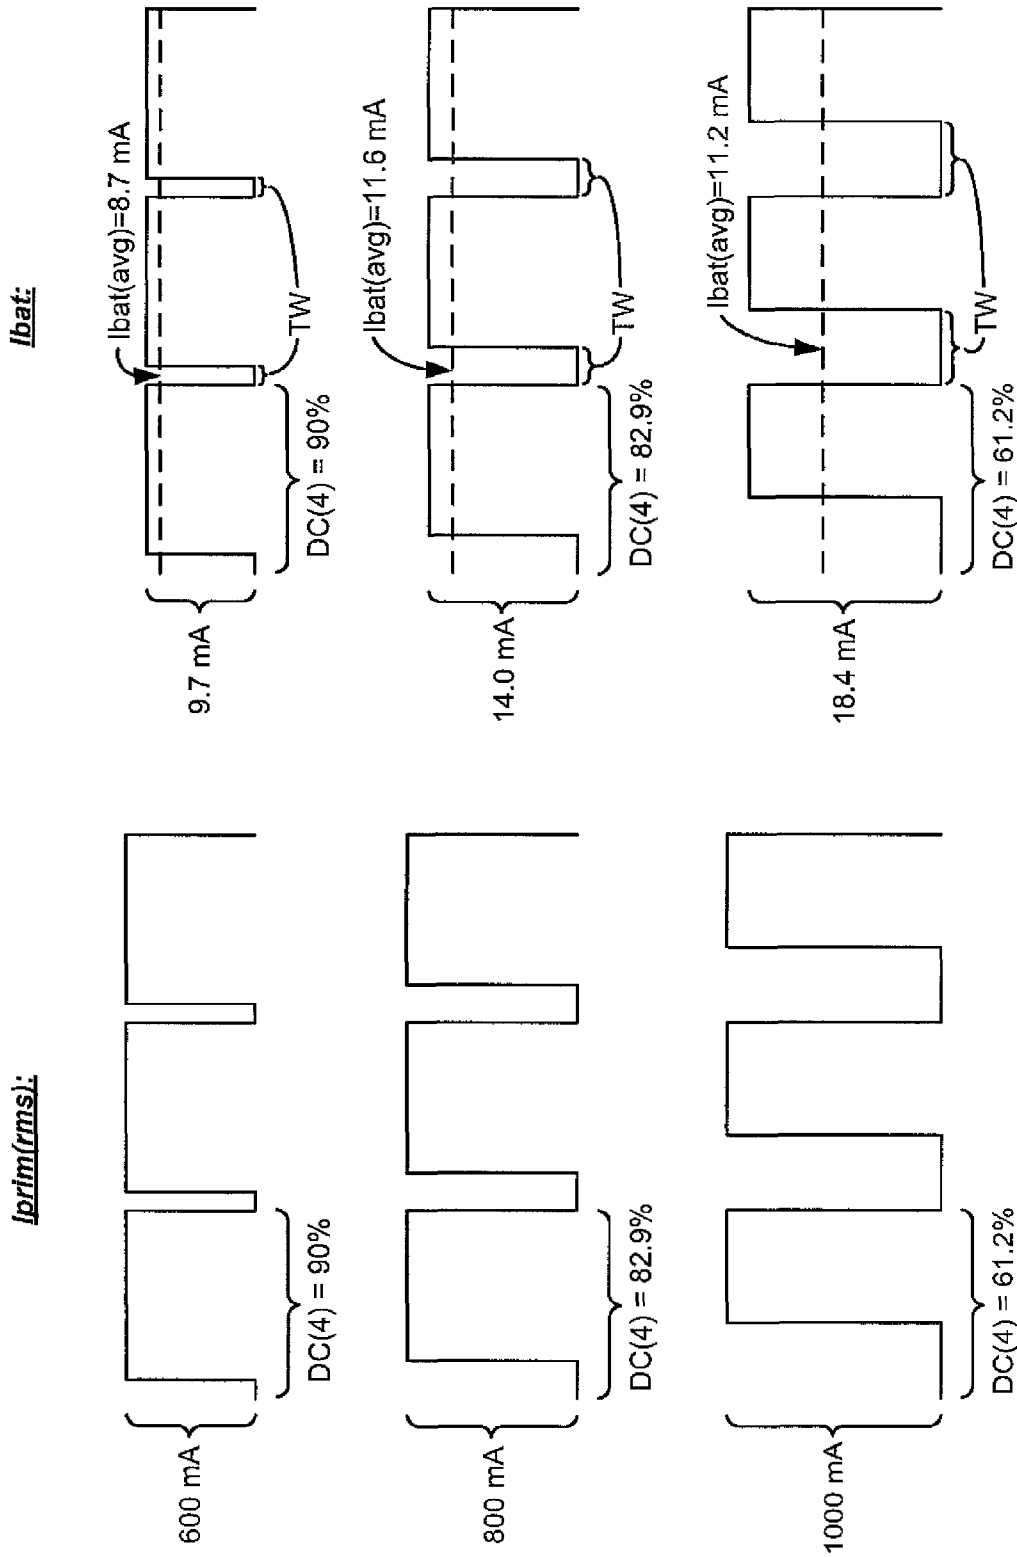 Iprim(rms):
600 mA
DC(4) = 90%
800 mA
DC(4) = 82.9%
1000 mA
DC(4) = 61.2%
Ibat:
9.7 mA
Ibat(avg)=8.7 mA
DC(4) = 90%
TW
14.0 mA
Ibat(avg)=11.6 mA
DC(4) = 82.9%
TW
18.4 mA
Ibat(avg)=11.2 mA
DC(4) = 61.2%
TW